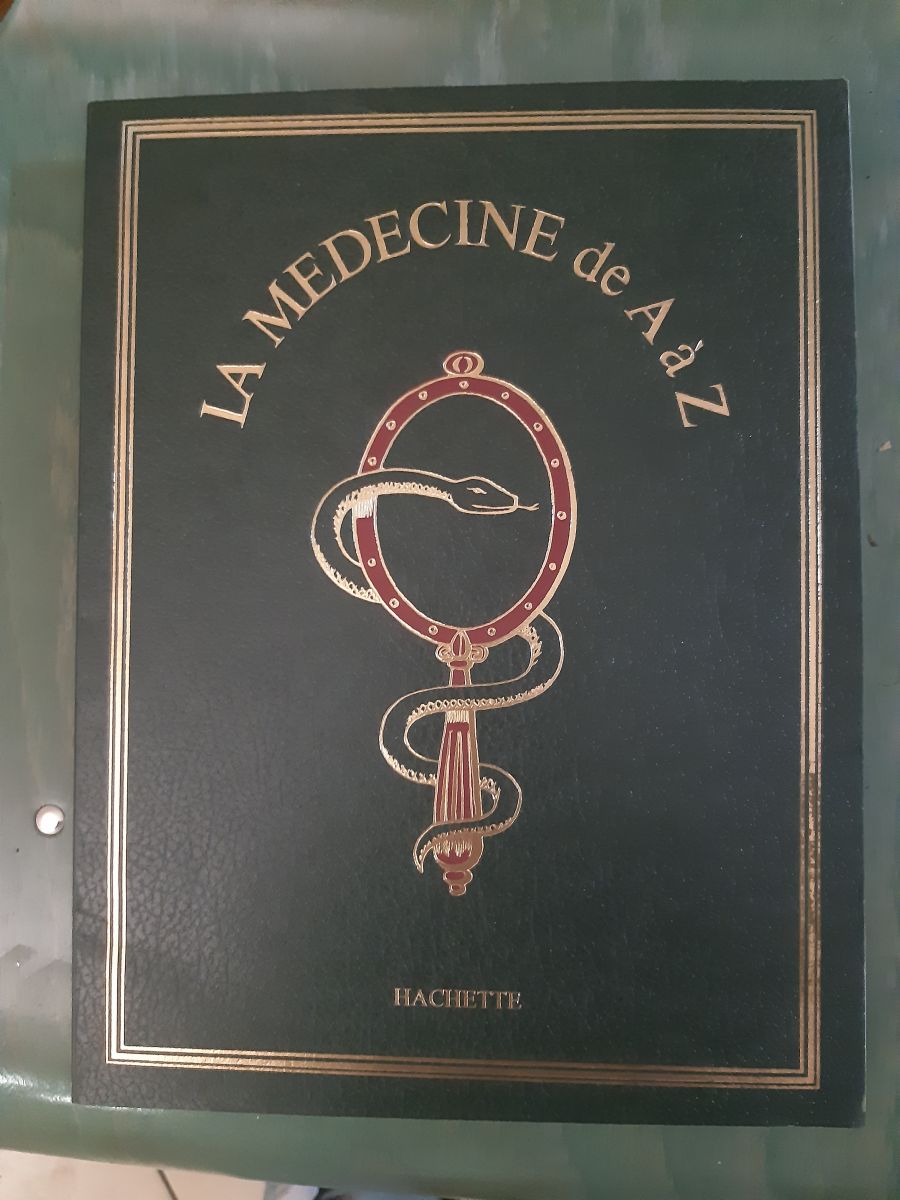 LA MEDECINE de A à Z
HACHETTE